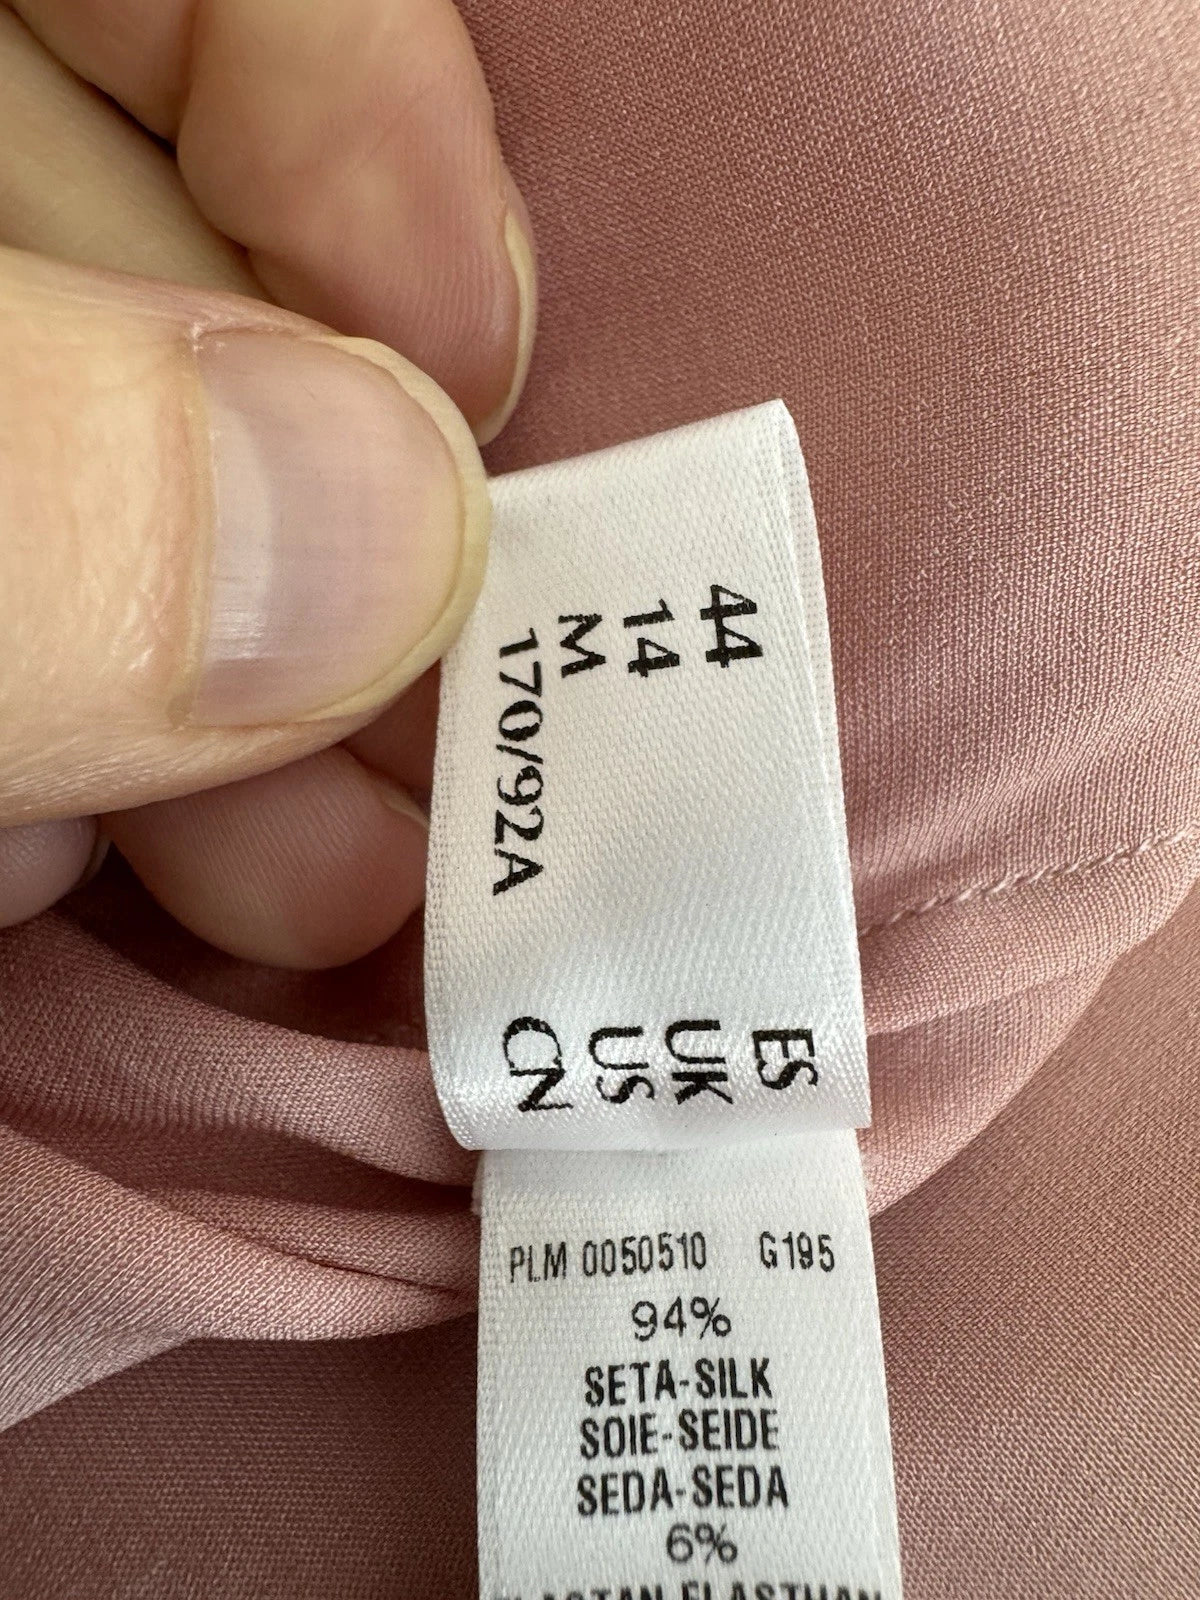 44 ES
14 UK
M US
170/92A CN
PLM 0050510 G195
94%
SETA-SILK
SOIE-SEIDE
SEDA-SEDA
6%